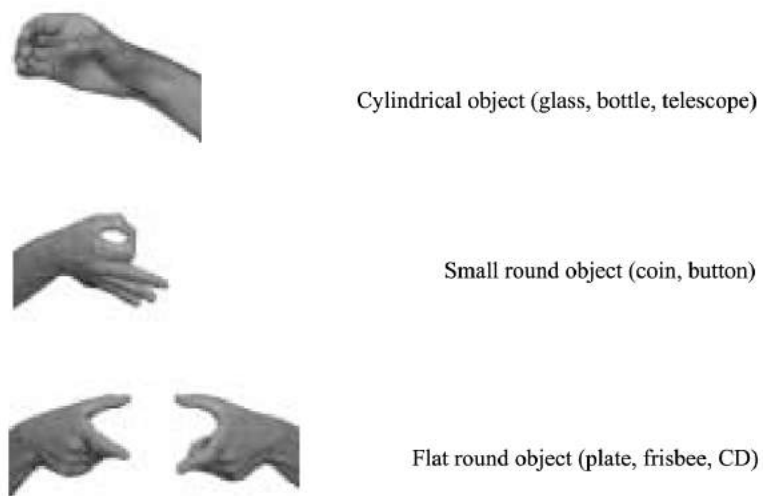 Cylindrical object (glass, bottle, telescope)
Small round object (coin, button)
Flat round object (plate, frisbee, CD)